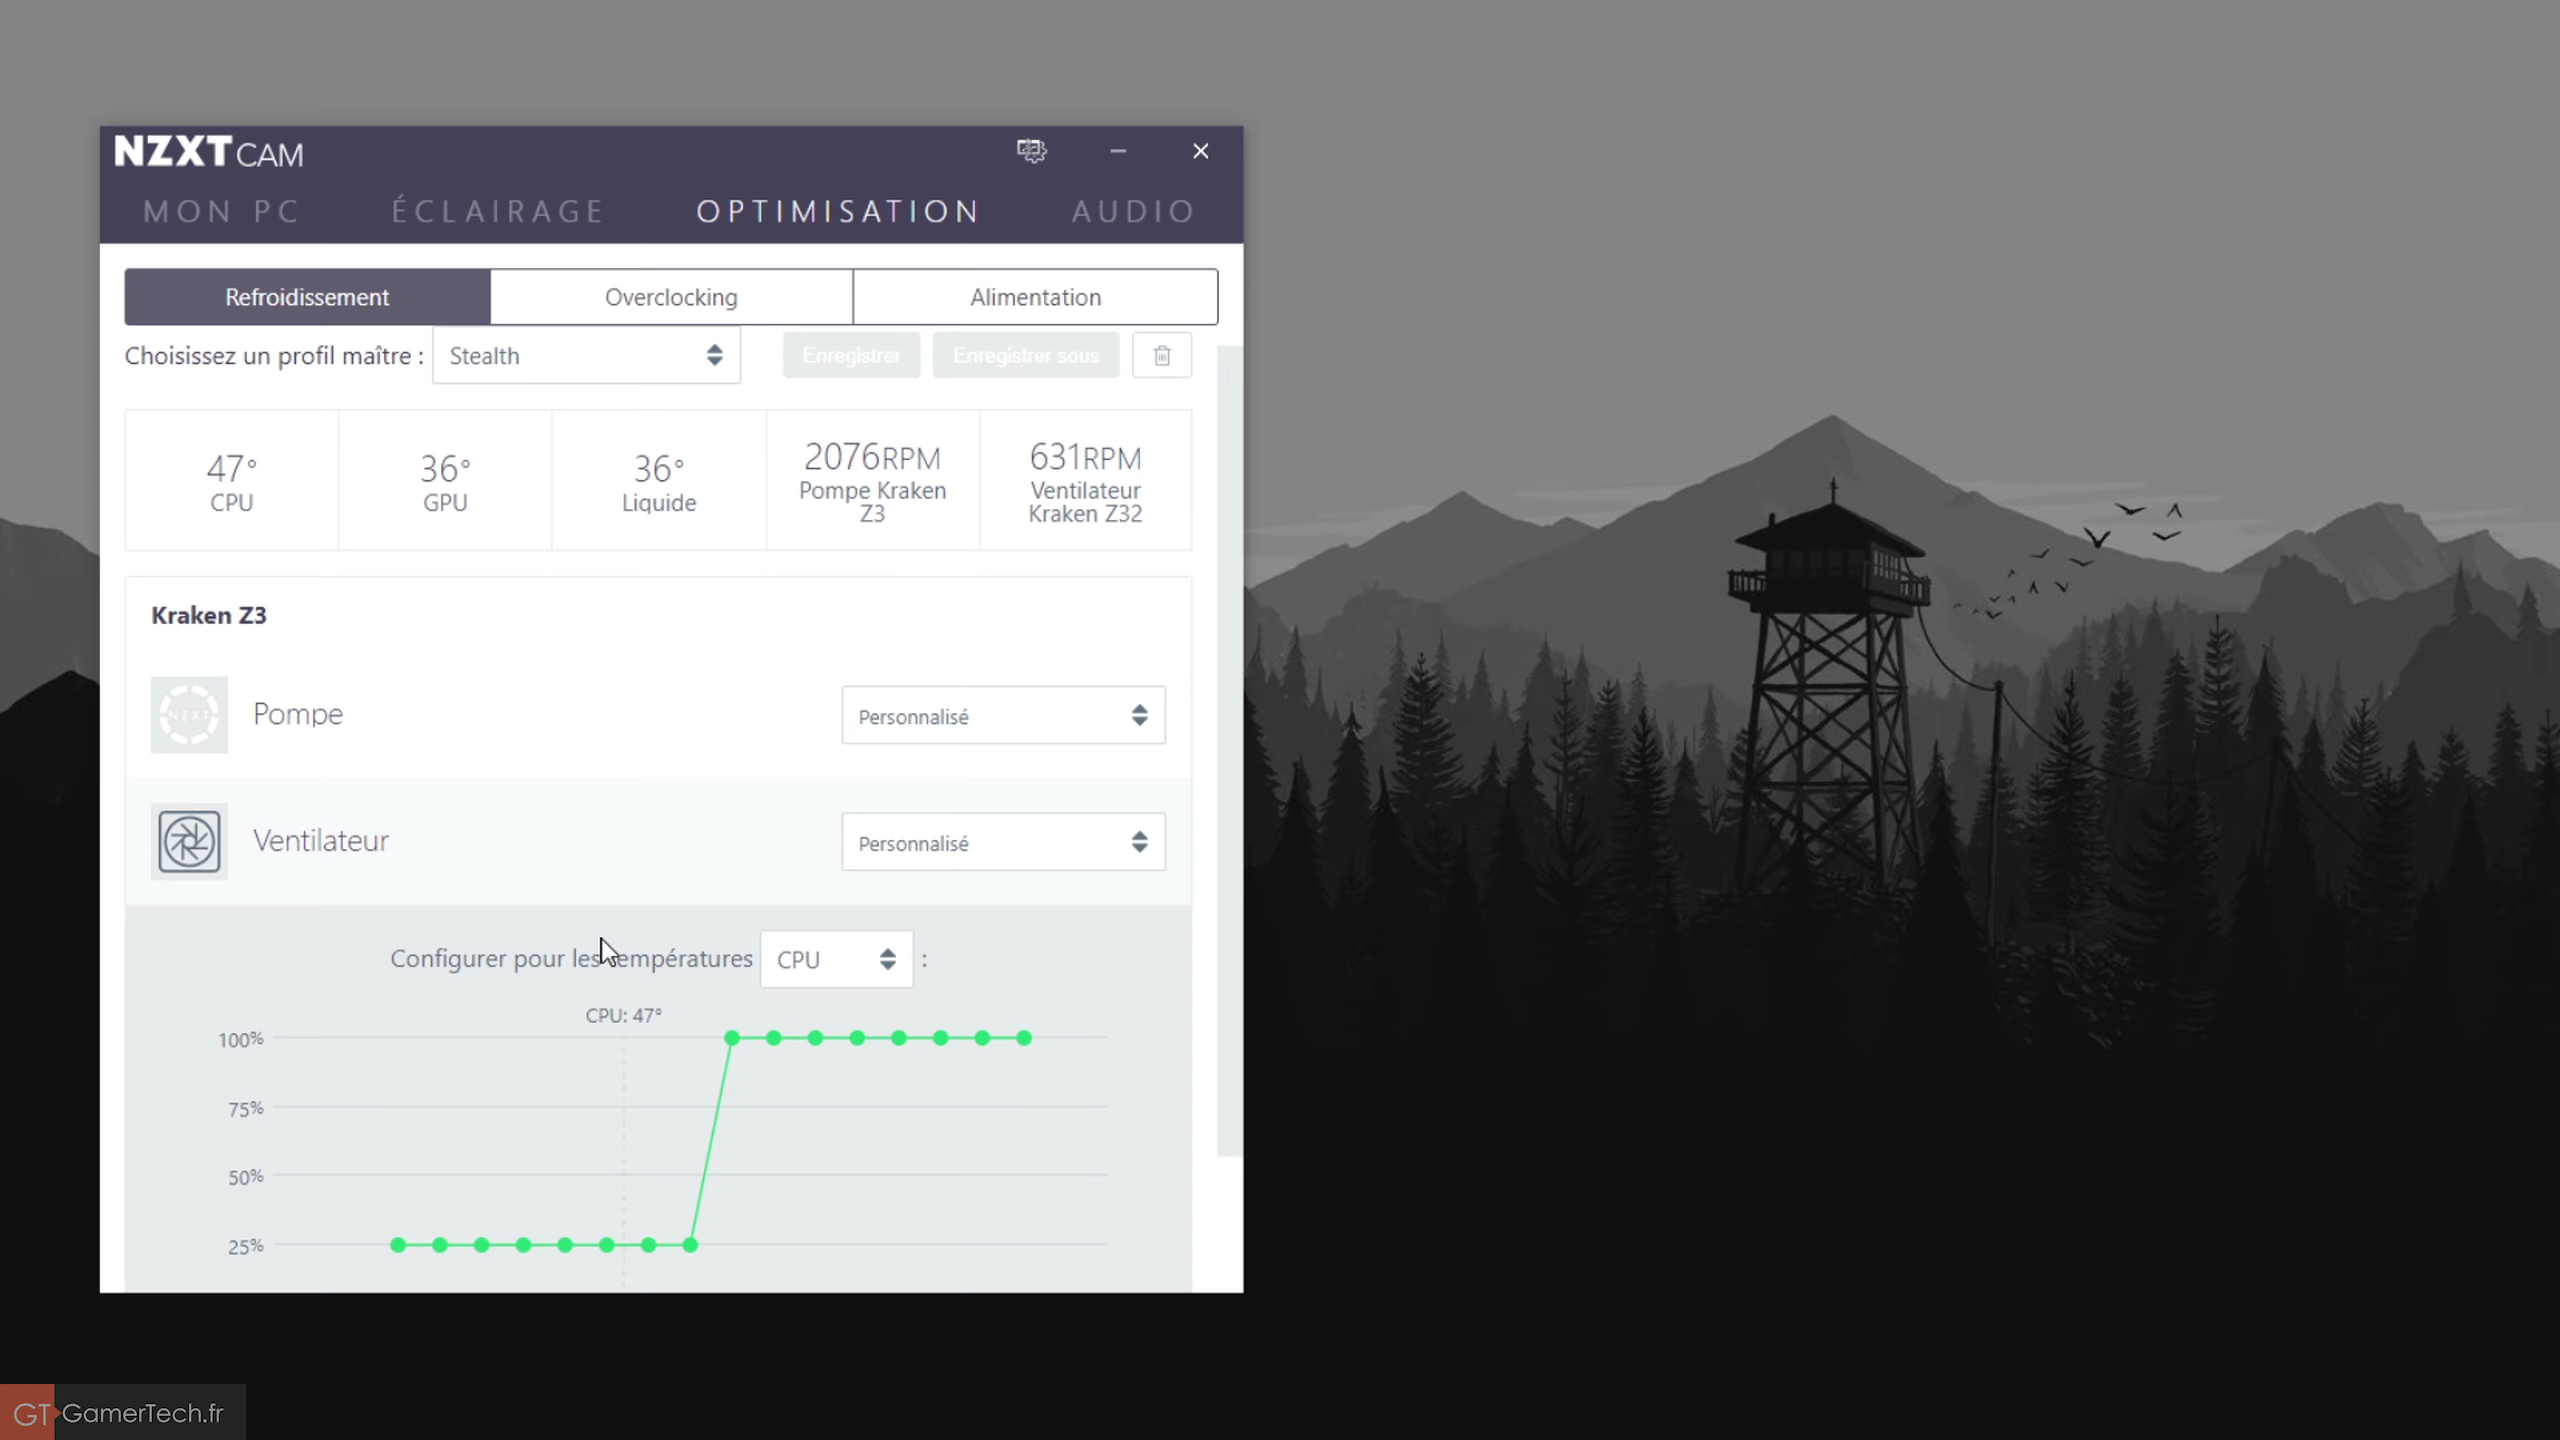 NZXT CAM
MON PC ÉCLAIRAGE OPTIMISATION AUDIO
Refroidissement Overclocking Alimentation
Choisissez un profil maître : Stealth Enregistrer Enregistrer sous
47° 36° 36° 2076RPM 631RPM
CPU GPU Liquide Pompe Kraken Z3 Ventilateur Kraken Z32
Kraken Z3
NZXT Pompe Personnalisé
Ventilateur Personnalisé
Configurer pour les températures CPU :
CPU: 47°
100%
75%
50%
25%
GT GamerTech.fr